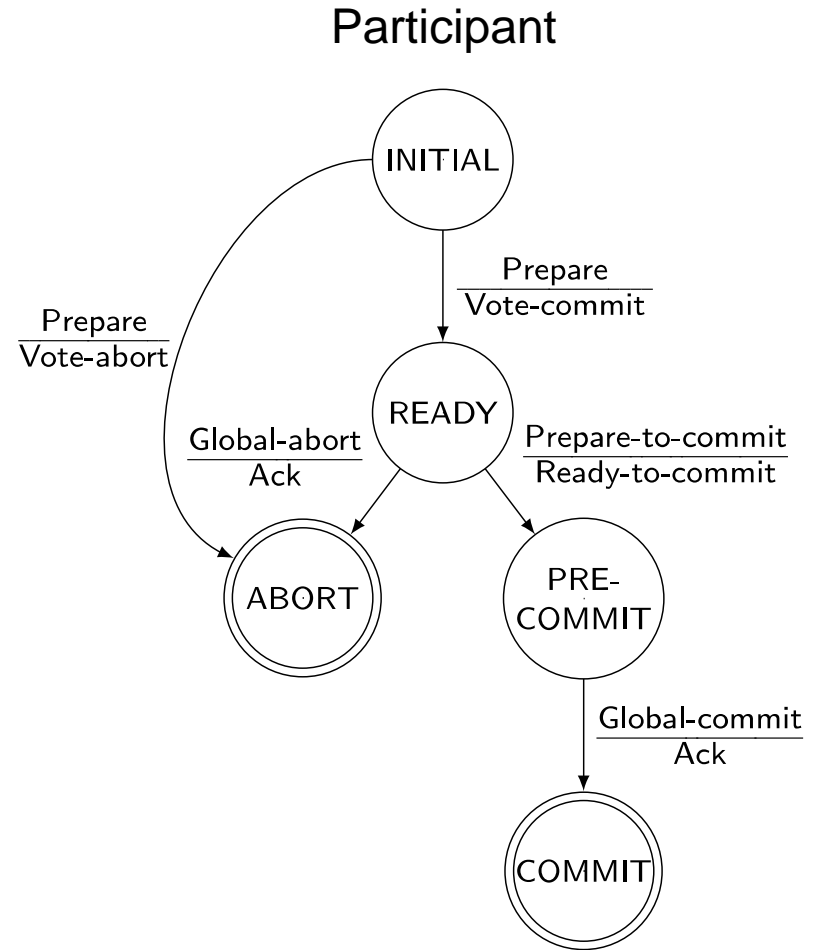 Participant
INITIAL
Prepare
Vote-commit
Prepare
Vote-abort
READY
Global-abort
Ack
Prepare-to-commit
Ready-to-commit
ABORT
PRE-
COMMIT
Global-commit
Ack
COMMIT